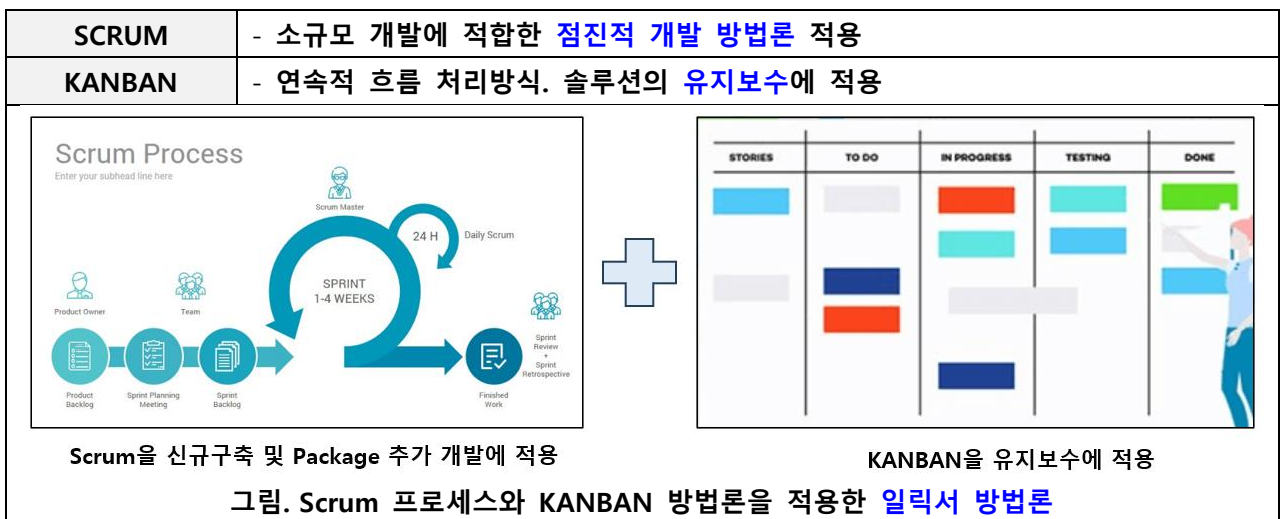 SCRUM
- 소규모 개발에 적합한 점진적 개발 방법론 적용
KANBAN
- 연속적 흐름 처리방식. 솔루션의 유지보수에 적용
Scrum Process
Enter your subhead line here
Scrum Master
24 H
Daily Scrum
SPRINT
1-4 WEEKS
Product Owner
Team
Sprint
Review
+
Sprint
Retrospective
Product
Backlog
Sprint Planning
Meeting
Sprint
Backlog
Finished
Work
STORIES
TO DO
IN PROGRESS
TESTING
DONE
Scrum을 신규구축 및 Package 추가 개발에 적용
KANBAN을 유지보수에 적용
그림. Scrum 프로세스와 KANBAN 방법론을 적용한 일릭서 방법론